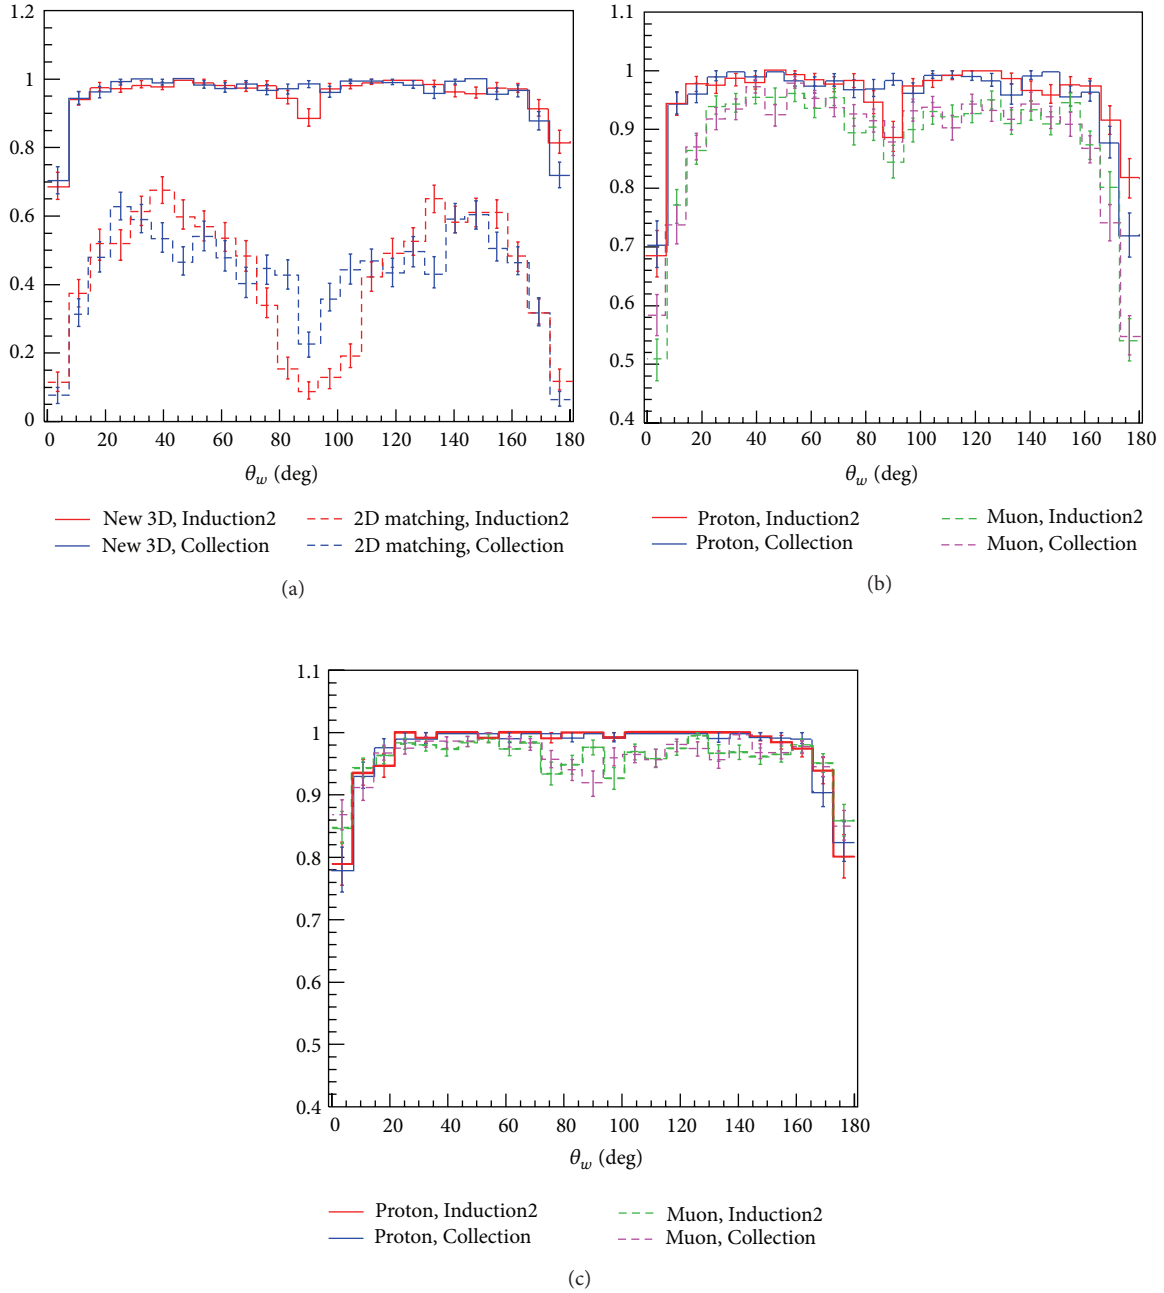 1.2
1
0.8
0.6
0.4
0.2
0
0 20 40 60 80 100 120 140 160 180
θw (deg)
New 3D, Induction2
New 3D, Collection
2D matching, Induction2
2D matching, Collection
(a)
1.1
1
0.9
0.8
0.7
0.6
0.5
0.4
0 20 40 60 80 100 120 140 160 180
θw (deg)
Proton, Induction2
Proton, Collection
Muon, Induction2
Muon, Collection
(b)
1.1
1
0.9
0.8
0.7
0.6
0.5
0.4
0 20 40 60 80 100 120 140 160 180
θw (deg)
Proton, Induction2
Proton, Collection
Muon, Induction2
Muon, Collection
(c)